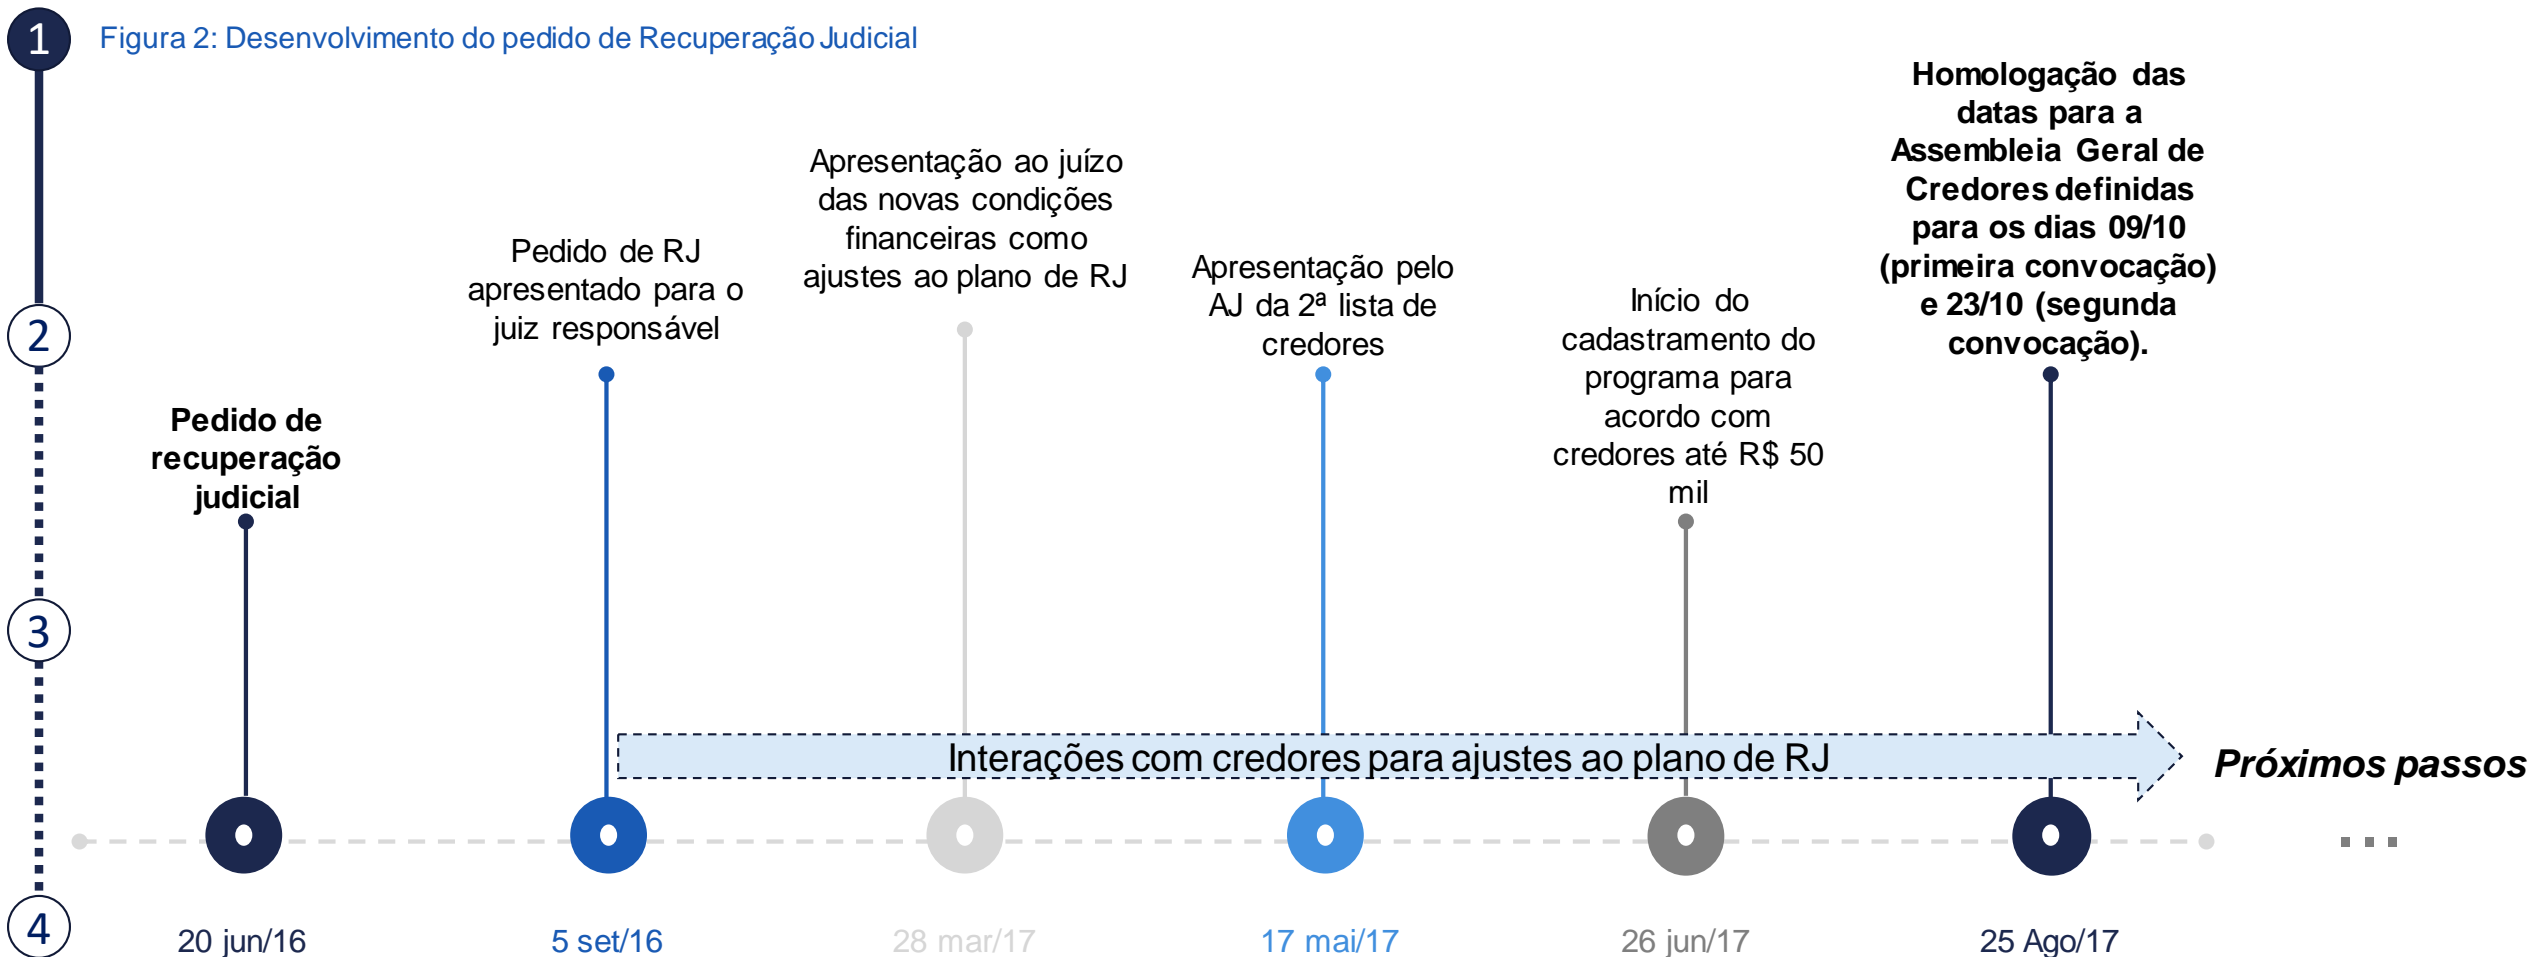 1
Figura 2: Desenvolvimento do pedido de Recuperação Judicial
2
3
4
Pedido de
recuperação
judicial
Pedido de RJ
apresentado para o
juiz responsável
Apresentação ao juízo
das novas condições
financeiras como
ajustes ao plano de RJ
Apresentação pelo
AJ da 2ª lista de
credores
Início do
cadastramento do
programa para
acordo com
credores até R$ 50
mil
Homologação das
datas para a
Assembleia Geral de
Credores definidas
para os dias 09/10
(primeira convocação)
e 23/10 (segunda
convocação).
Interações com credores para ajustes ao plano de RJ
Próximos passos
...
20 jun/16
5 set/16
28 mar/17
17 mai/17
26 jun/17
25 Ago/17